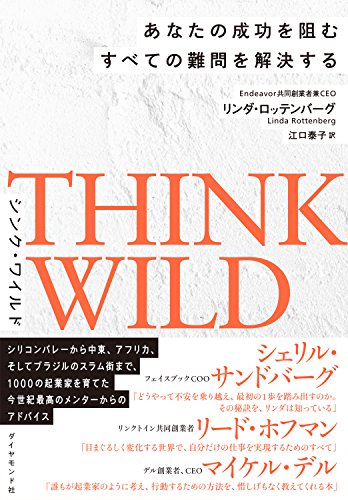 あなたの成功を阻む
すべての難問を解決する
Endeavor共同創業者兼CEO
リンダ・ロッテンバーグ
Linda Rottenberg
江口泰子 訳
THINK
WILD
シンク・ワイルド
シリコンバレーから中東、アフリカ、
そしてブラジルのスラム街まで、
1000の起業家を育てた
今世紀最高のメンターからの
アドバイス
ダイヤモンド社
フェイスブックCOO
シェリル・
サンドバーグ
「どうやって不安を乗り越え、最初の1歩を踏み出すのか。
その秘訣を、リンダは知っている」
リンクトイン共同創業者
リード・ホフマン
「目まぐるしく変化する世界で、自分だけの仕事を実現するためのすべて」
デル創業者、CEO
マイケル・デル
「誰もが起業家のように考え、行動するための方法を、惜しげもなく教えてくれる本」